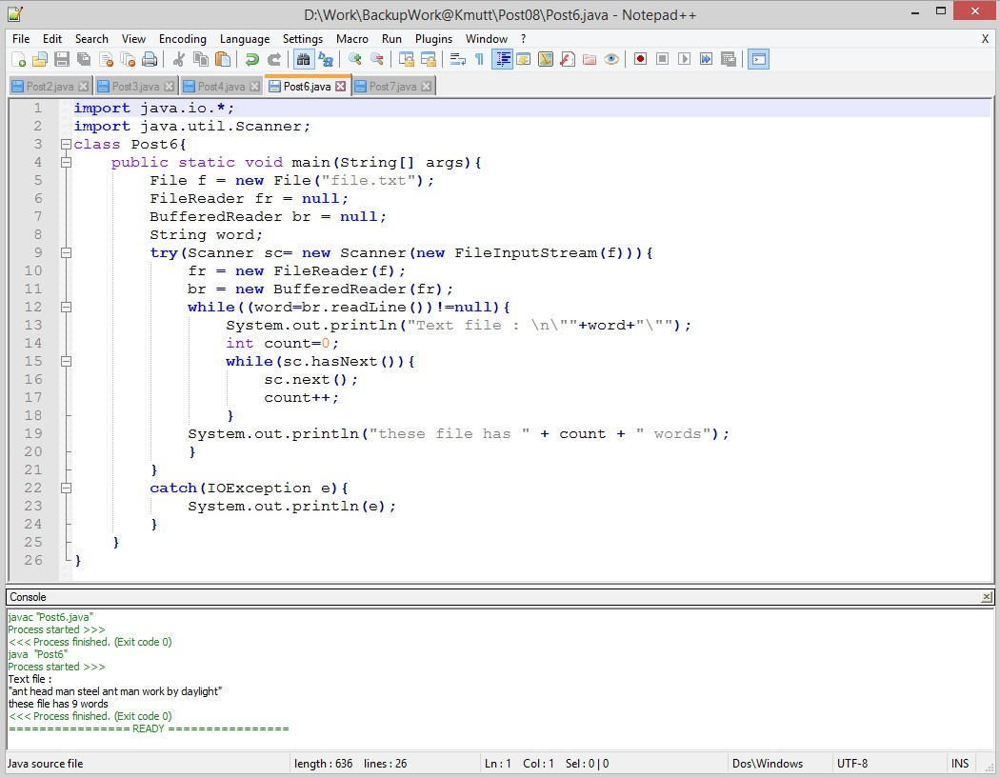 D:\Work\BackupWork@Kmutt\Post08\Post6.java - Notepad++
File Edit Search View Encoding Language Settings Macro Run Plugins Window ? X
Post2.java Post3.java Post4.java Post6.java Post7.java
1 import java.io.*;
2 import java.util.Scanner;
3 class Post6{
4 public static void main(String[] args){
5 File f = new File("file.txt");
6 FileReader fr = null;
7 BufferedReader br = null;
8 String word;
9 try(Scanner sc= new Scanner(new FileInputStream(f))){
10 fr = new FileReader(f);
11 br = new BufferedReader(fr);
12 while((word=br.readLine())!=null){
13 System.out.println("Text file : \n\""+word+"\"");
14 int count=0;
15 while(sc.hasNext()){
16 sc.next();
17 count++;
18 }
19 System.out.println("these file has " + count + " words");
20 }
21 }
22 catch(IOException e){
23 System.out.println(e);
24 }
25 }
26 }
Console
javac "Post6.java"
Process started >>>
<<< Process finished. (Exit code 0)
java "Post6"
Process started >>>
Text file :
"ant head man steel ant man work by daylight"
these file has 9 words
<<< Process finished. (Exit code 0)
================ READY ================
Java source file length : 636 lines : 26 Ln : 1 Col : 1 Sel : 0 | 0 Dos\Windows UTF-8 INS